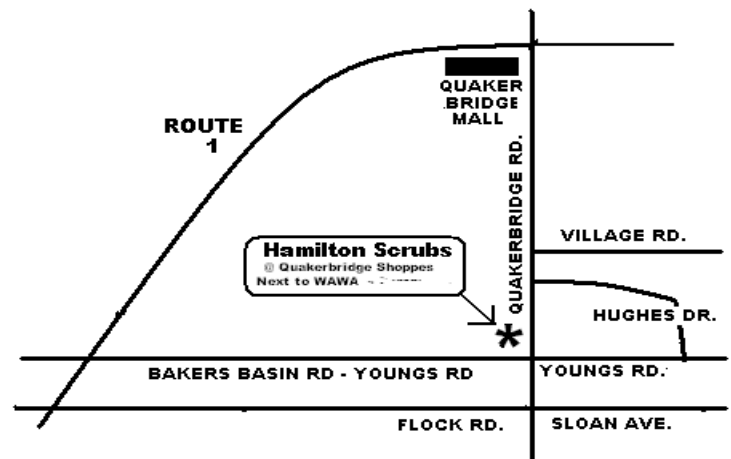 QUAKER
BRIDGE
MALL
ROUTE
1
QUAKERBRIDGE RD.
VILLAGE RD.
Hamilton Scrubs
@ Quakerbridge Shoppes
Next to WAWA
HUGHES DR.
BAKERS BASIN RD - YOUNGS RD
YOUNGS RD.
FLOCK RD.
SLOAN AVE.